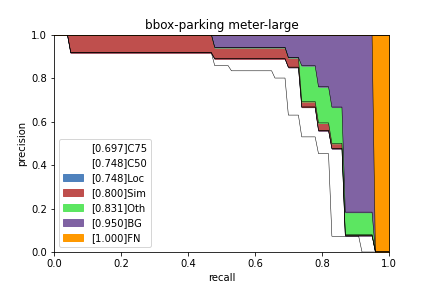 bbox-parking meter-large
1.0
0.8
0.6
0.4
0.2
0.0
precision
[0.697]C75
[0.748]C50
[0.748]Loc
[0.800]Sim
[0.831]Oth
[0.950]BG
[1.000]FN
0.0 0.2 0.4 0.6 0.8 1.0
recall